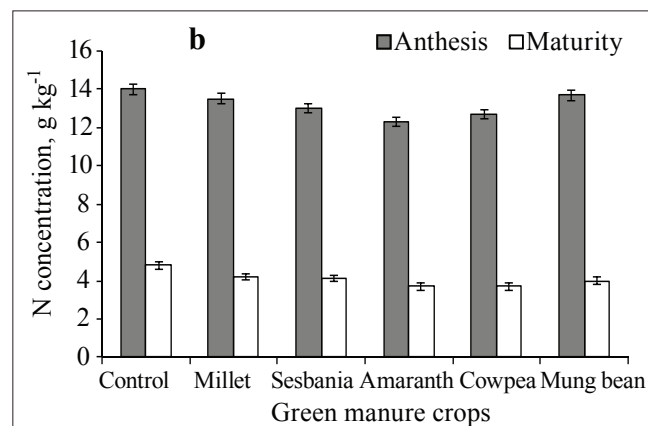 b
Anthesis Maturity
N concentration, g kg-1
16
14
12
10
8
6
4
2
0
Control Millet Sesbania Amaranth Cowpea Mung bean
Green manure crops